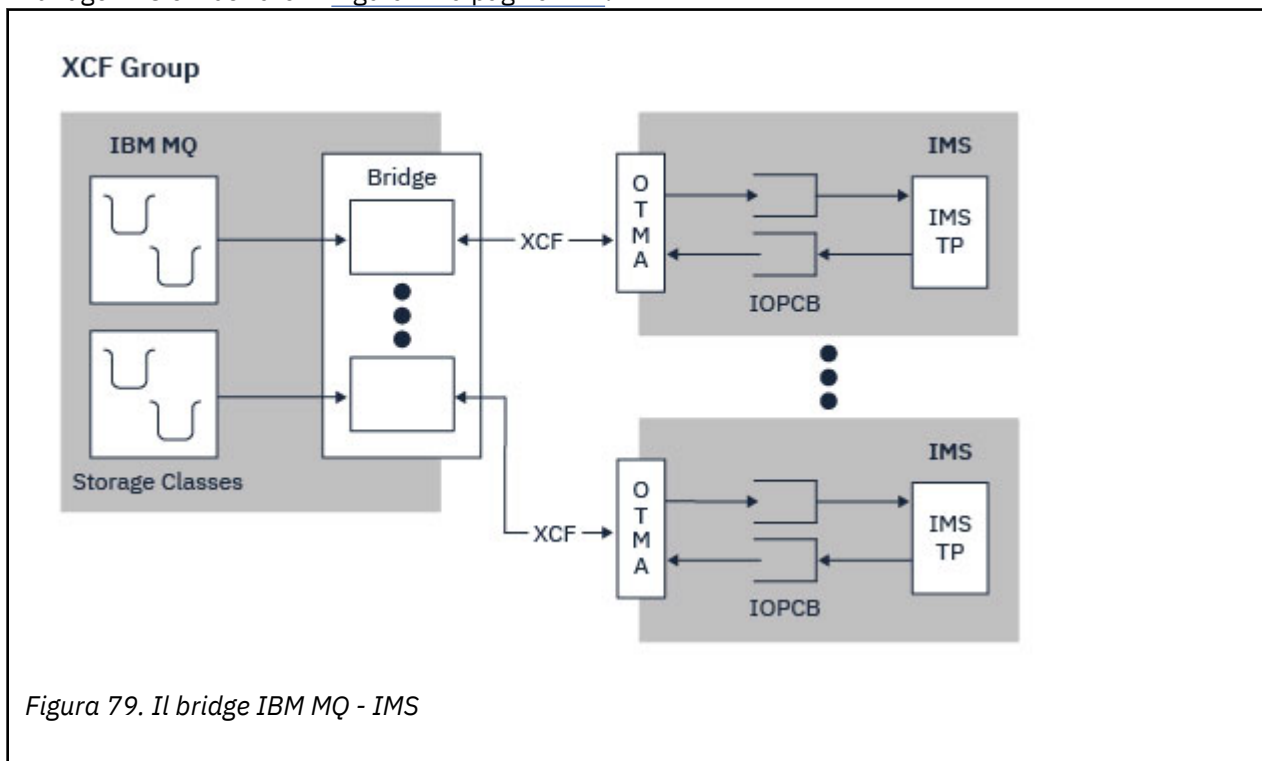 XCF Group
IBM MQ
Bridge
Storage Classes
XCF
XCF
O
T
M
A
IMS
IMS
TP
IOPCB
O
T
M
A
IMS
IMS
TP
IOPCB
Figura 79. Il bridge IBM MQ - IMS